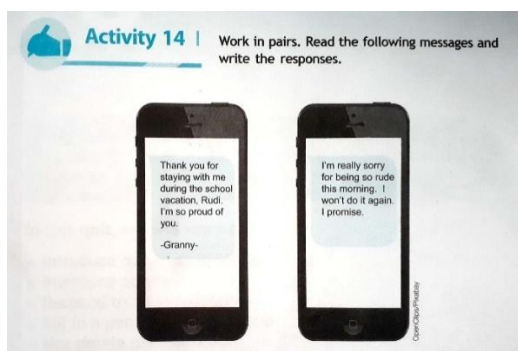 Activity 14 |
Work in pairs. Read the following messages and
write the responses.
Thank you for
staying with me
during the school
vacation, Rudi.
I'm so proud of
you.
-Granny-
I'm really sorry
for being so rude
this morning. I
won't do it again.
I promise.
OpenClips/Pixabay